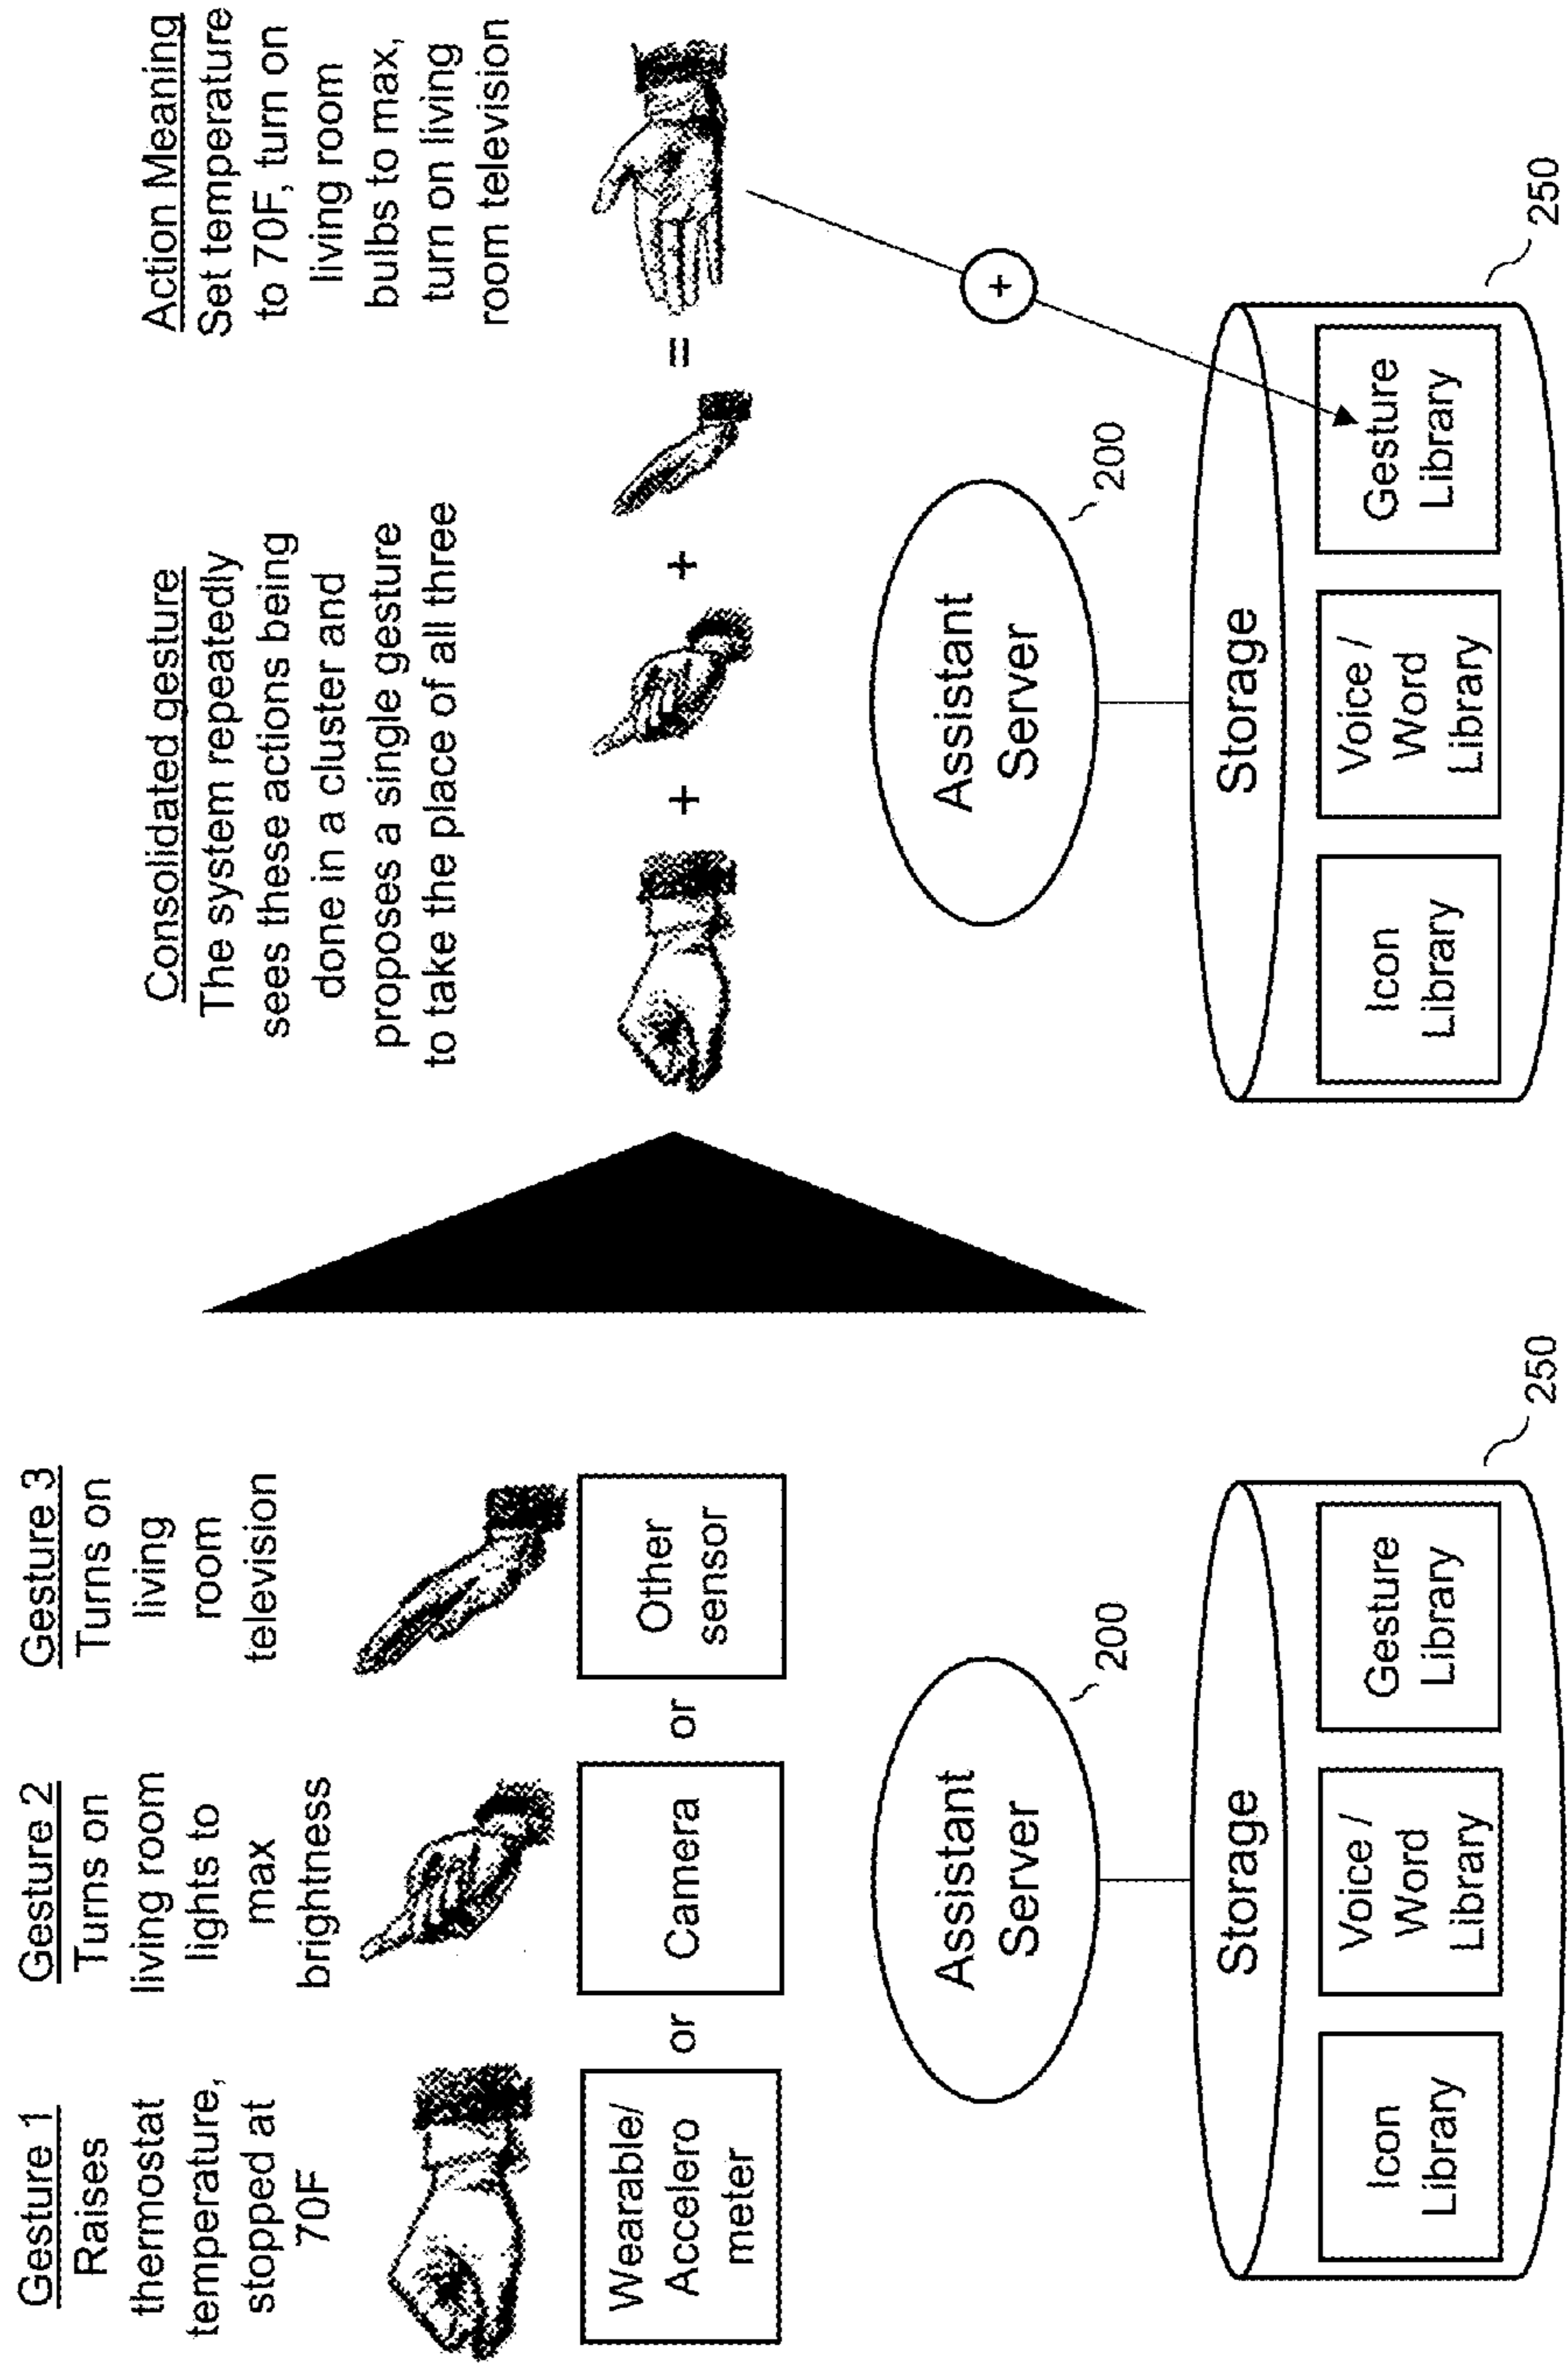 Gesture 1
Raises
thermostat
temperature,
stopped at
70F
Gesture 2
Turns on
living room
lights to
max
brightness
Gesture 3
Turns on
living
room
television
Wearable/
Accelero
meter
or
Camera
or
Other
sensor
Assistant
Server
200
Storage
250
Icon
Library
Voice /
Word
Library
Gesture
Library
Consolidated gesture
The system repeatedly
sees these actions being
done in a cluster and
proposes a single gesture
to take the place of all three
Action Meaning
Set temperature
to 70F, turn on
living room
bulbs to max,
turn on living
room television
+
+
=
+
Assistant
Server
200
Storage
250
Icon
Library
Voice /
Word
Library
Gesture
Library